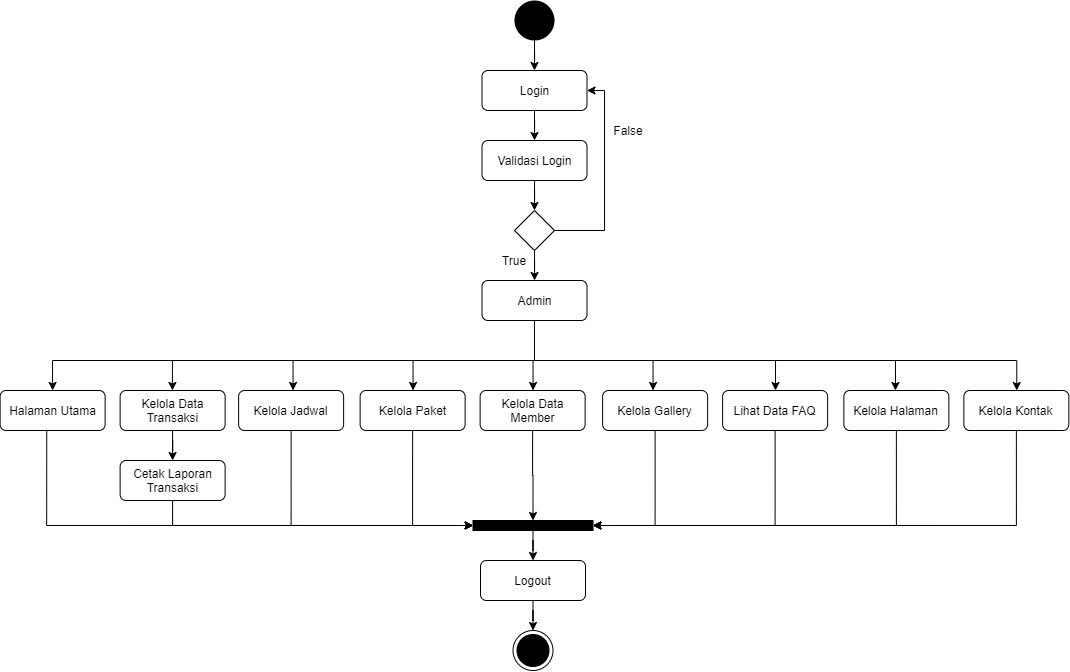 Login
False
Validasi Login
True
Admin
Halaman Utama
Kelola Data
Transaksi
Kelola Jadwal
Kelola Paket
Kelola Data
Member
Kelola Gallery
Lihat Data FAQ
Kelola Halaman
Kelola Kontak
Cetak Laporan
Transaksi
Logout